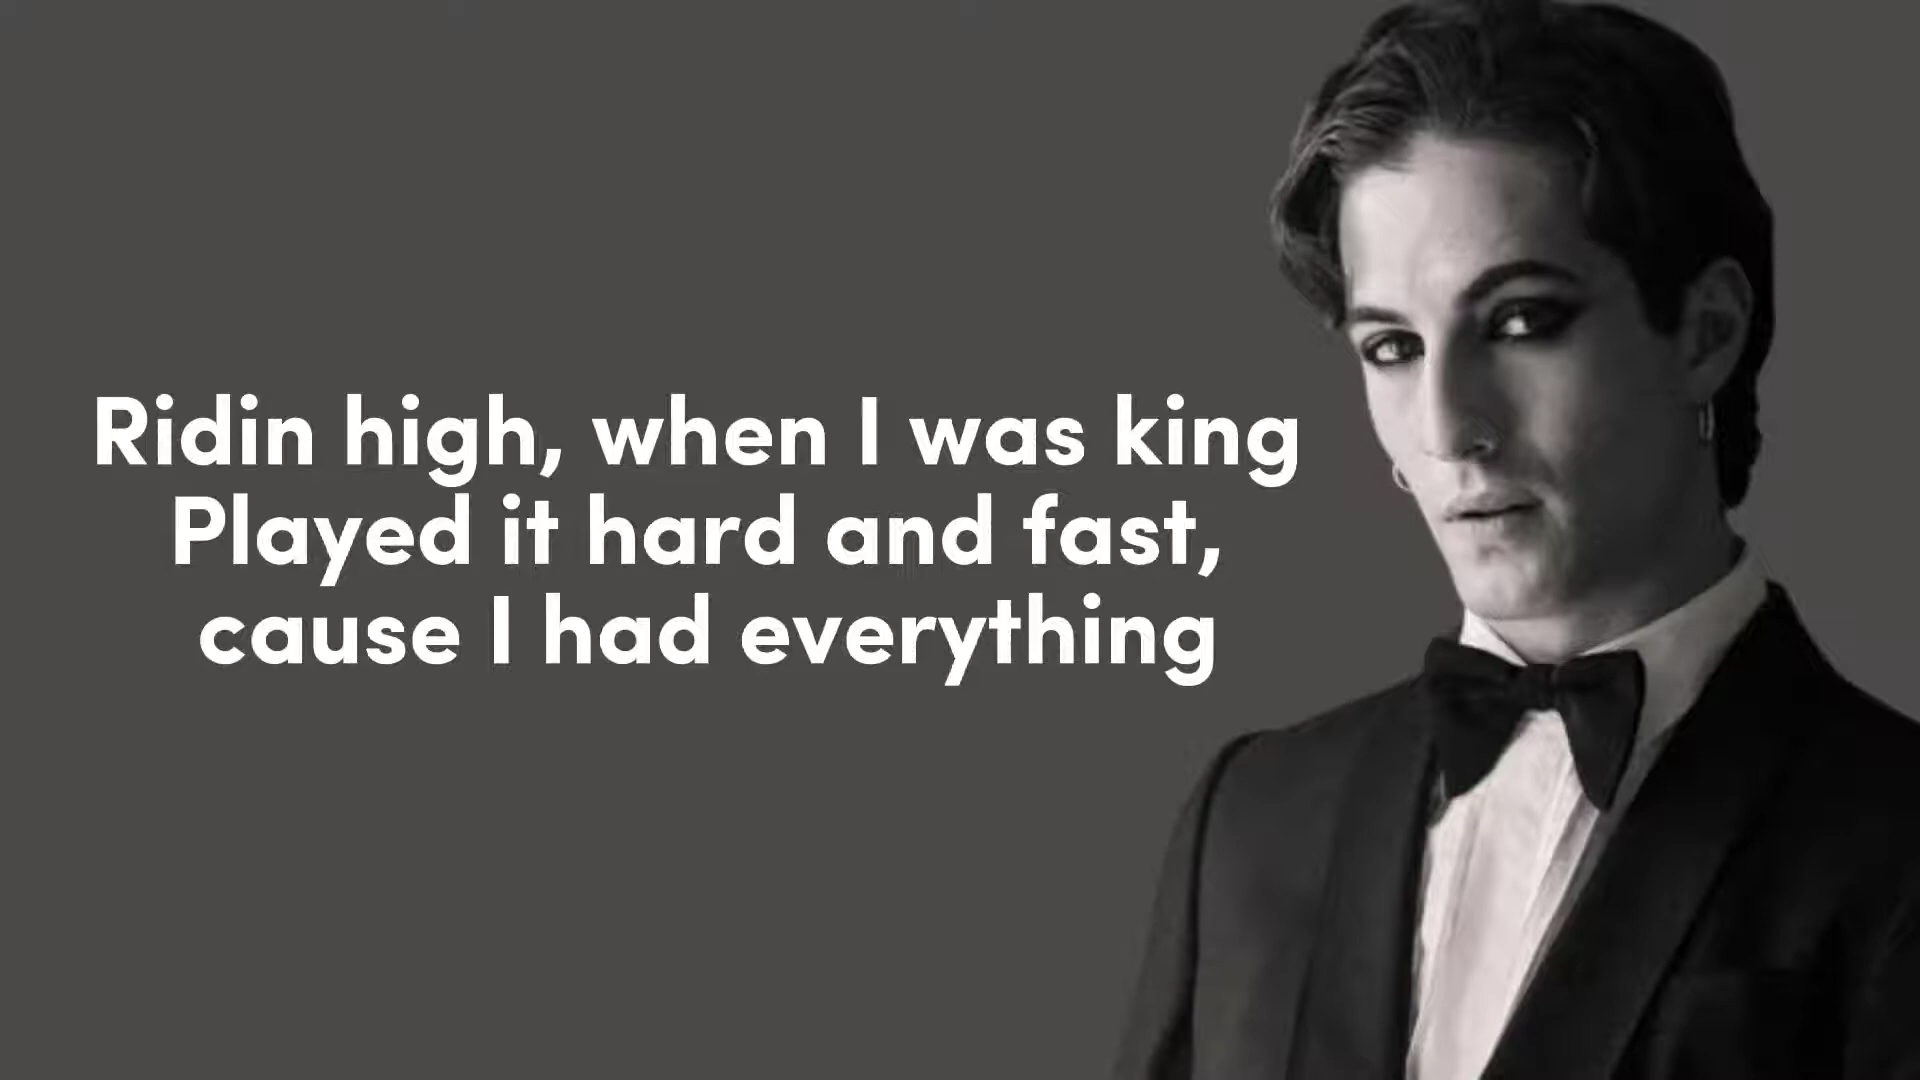 Ridin high, when I was king
Played it hard and fast,
cause I had everything